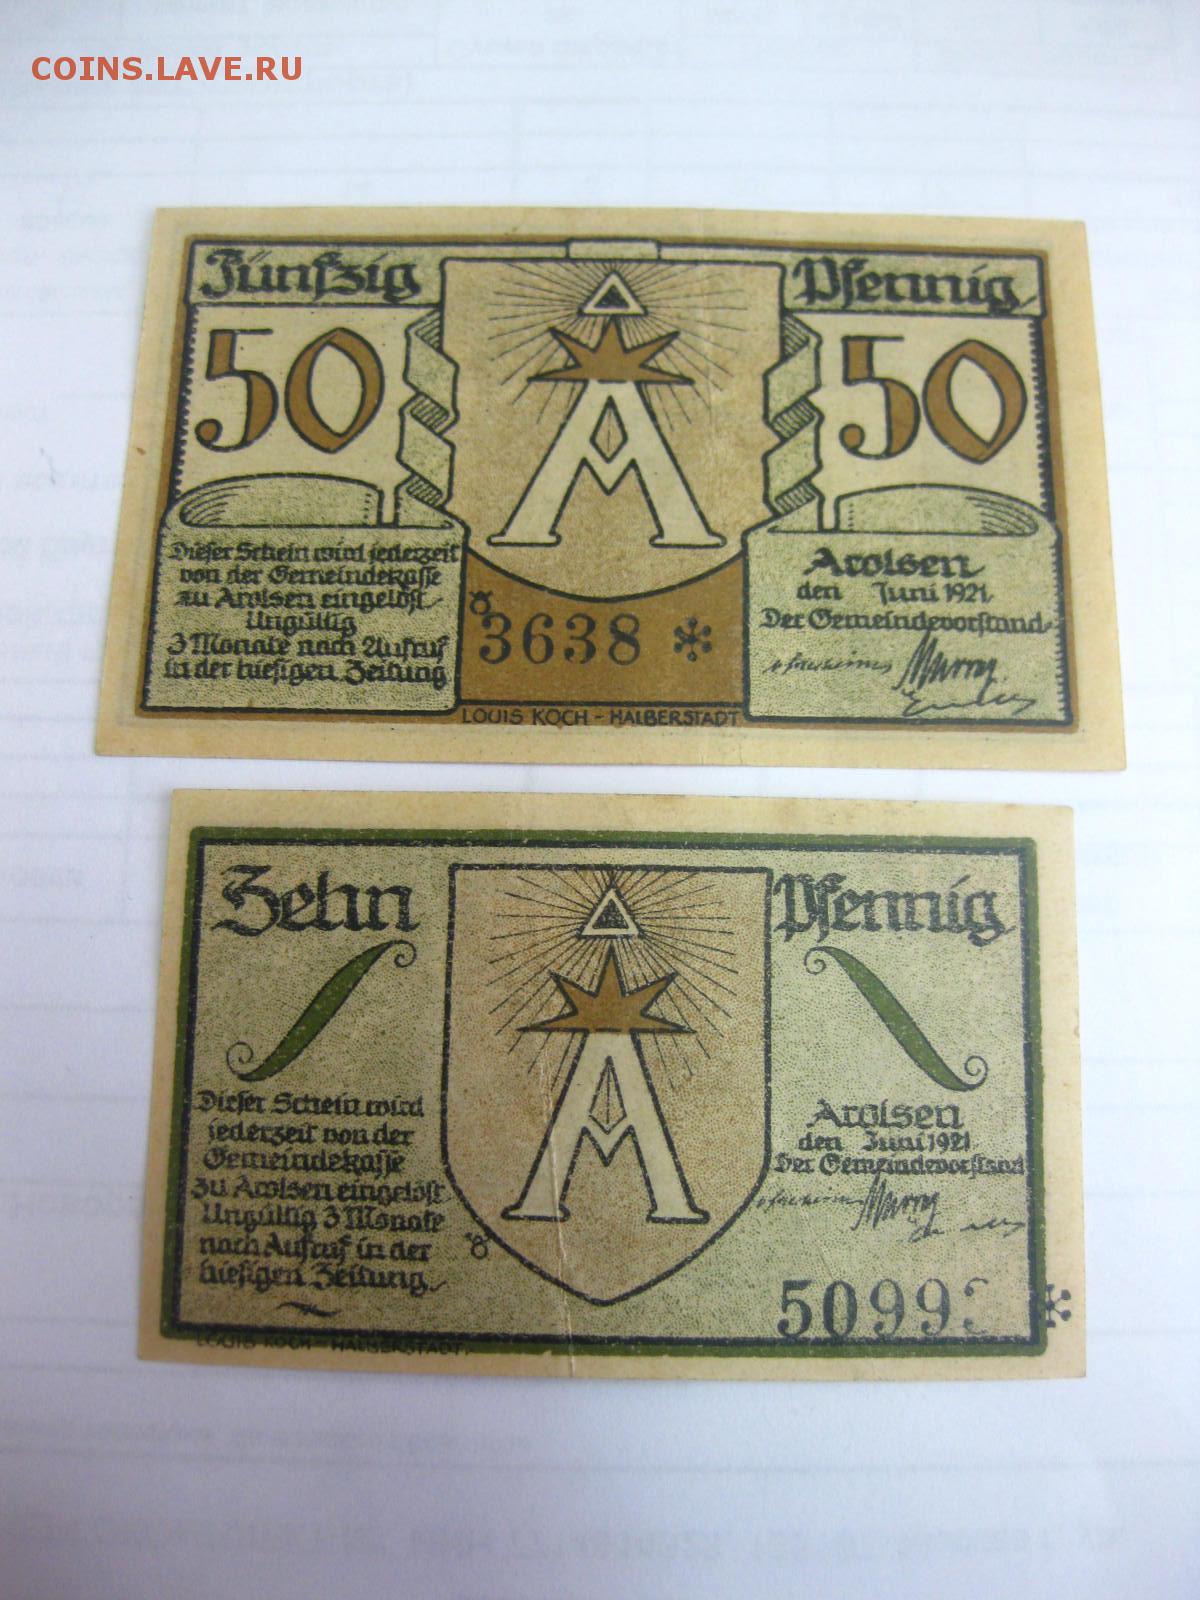 COINS.LAVE.RU
Fünfzig Pfennig
50 50
Dieser Schein wird jederzeit
von der Gemeindekasse
zu Arolsen eingelöst.
Ungültig
3 Monate nach Aufruf
in der hiesigen Zeitung
3638 *
Arolsen
den Juni 1921.
Der Gemeindevorstand.
LOUIS KOCH - HALBERSTADT
Zehn Pfennig
Dieser Schein wird
jederzeit von der
Gemeindekasse
zu Arolsen eingelöst.
Ungültig 3 Monate
nach Aufruf in der
hiesigen Zeitung.
Arolsen
den Juni 1921
Der Gemeindevorstand
50993 *
LOUIS KOCH - HALBERSTADT.